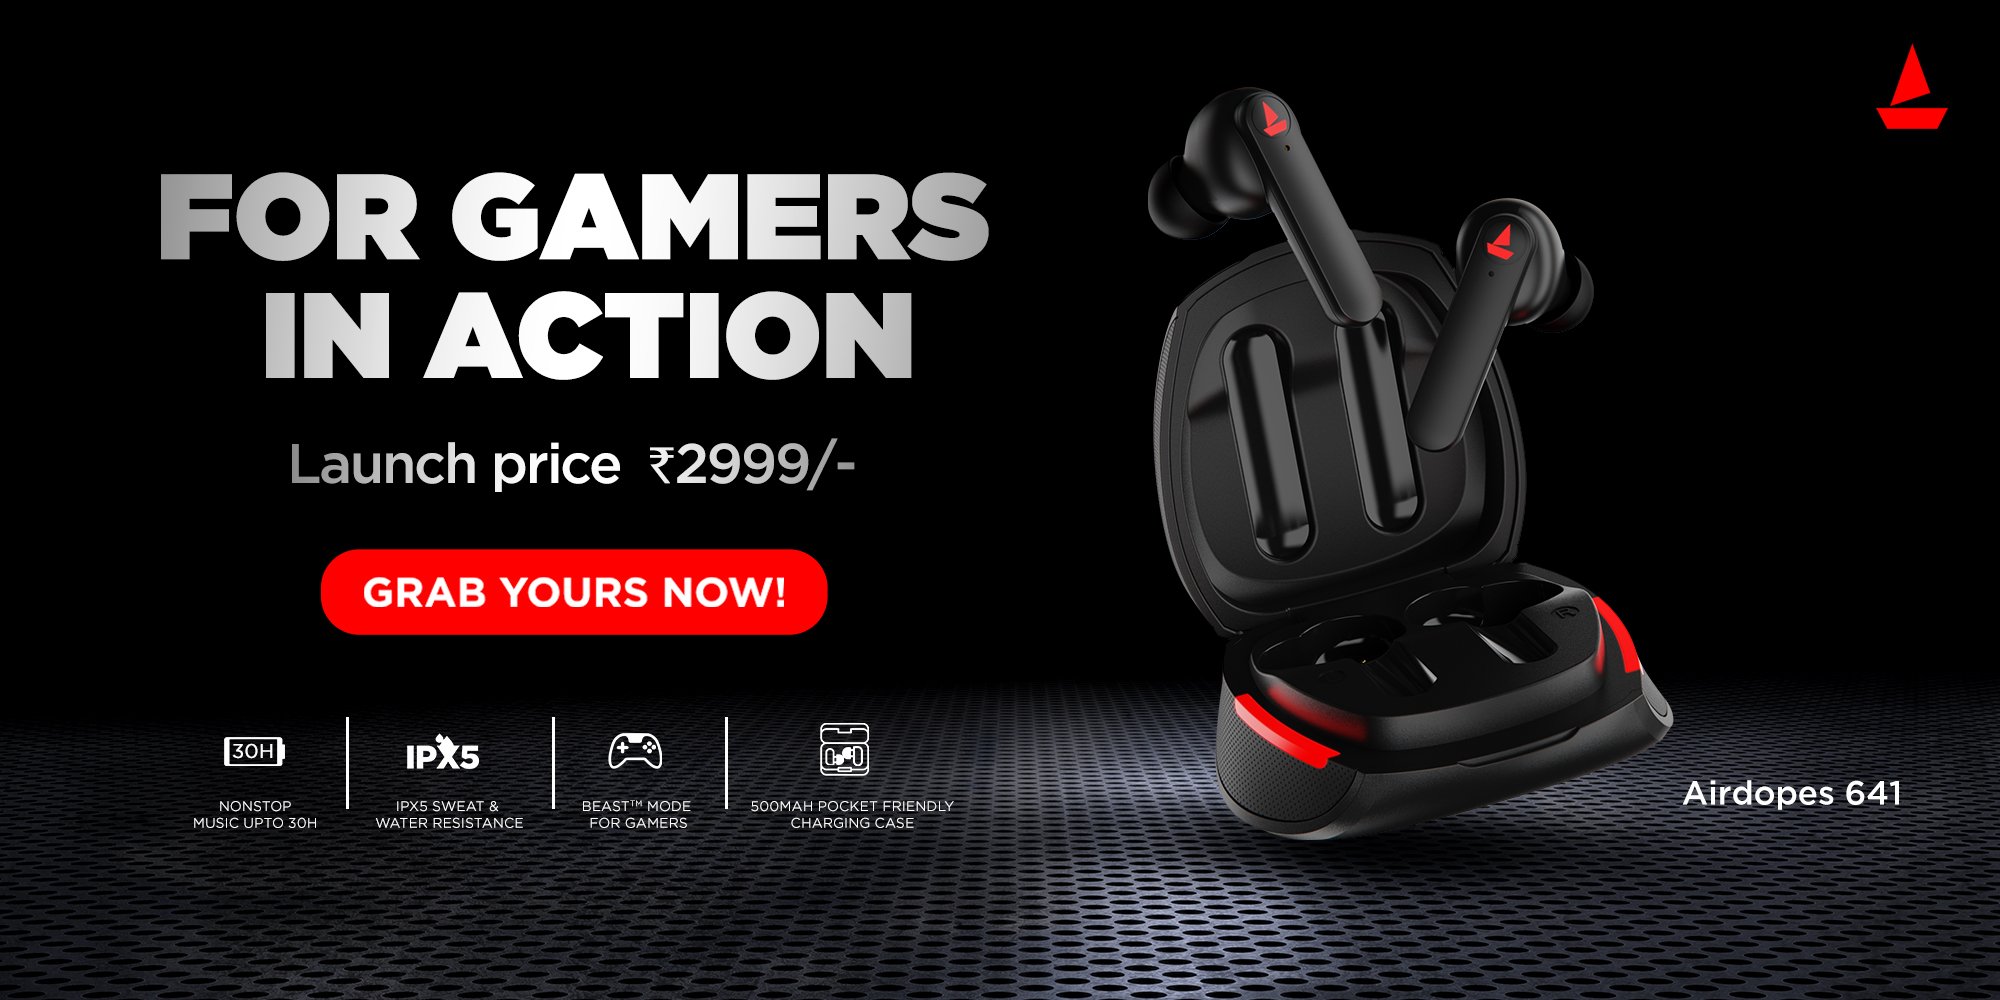 FOR GAMERS
IN ACTION
Launch price ₹2999/-
GRAB YOURS NOW!
30H
NONSTOP
MUSIC UPTO 30H
IPX5
IPX5 SWEAT &
WATER RESISTANCE
BEAST™ MODE
FOR GAMERS
500MAH POCKET FRIENDLY
CHARGING CASE
R
Airdopes 641